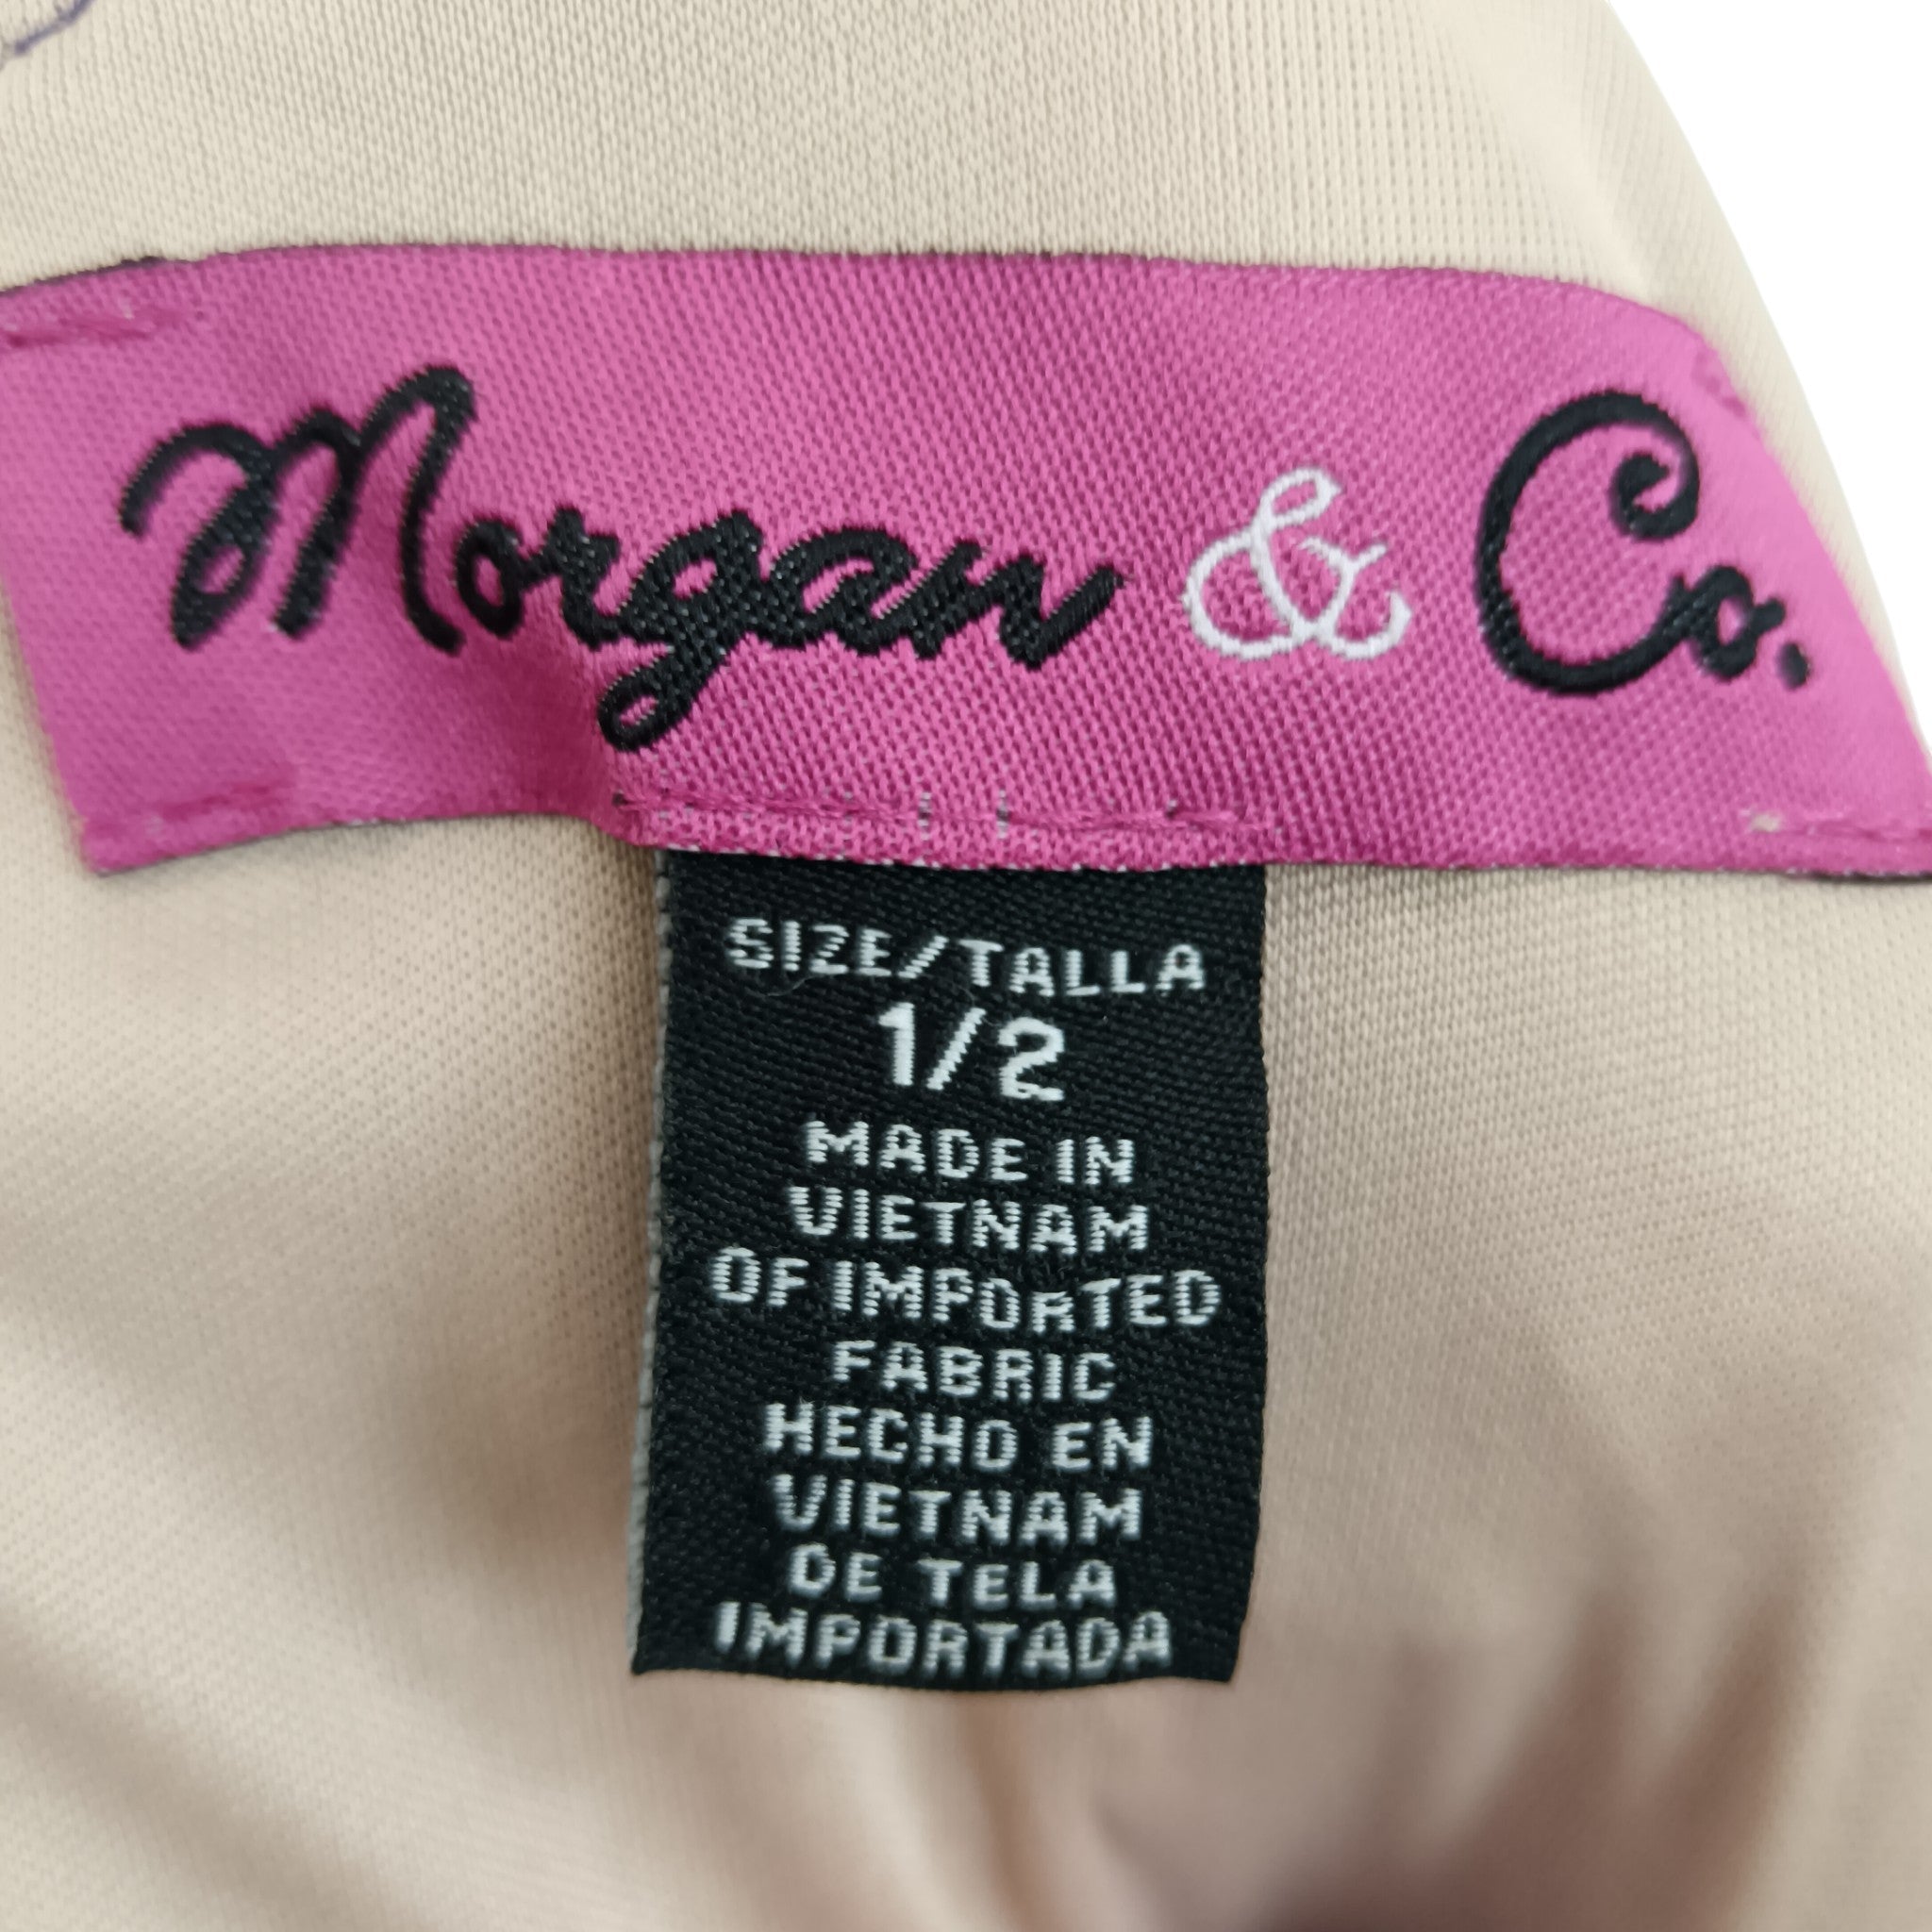 Morgan & Co.
SIZE/TALLA
1/2
MADE IN
VIETNAM
OF IMPORTED
FABRIC
HECHO EN
VIETNAM
DE TELA
IMPORTADA